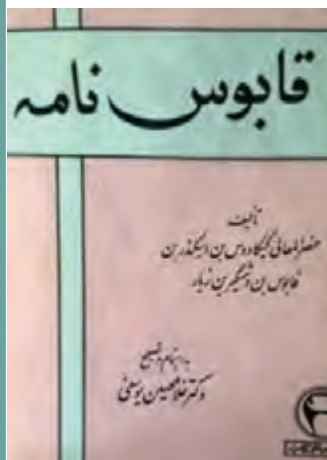 قابوس نامه
تألیف
عنصرالمعالی کیکاووس بن اسکندر بن
قابوس بن وشمگیر بن زیار
به اهتمام و تصحیح
دکتر غلامحسین یوسفی